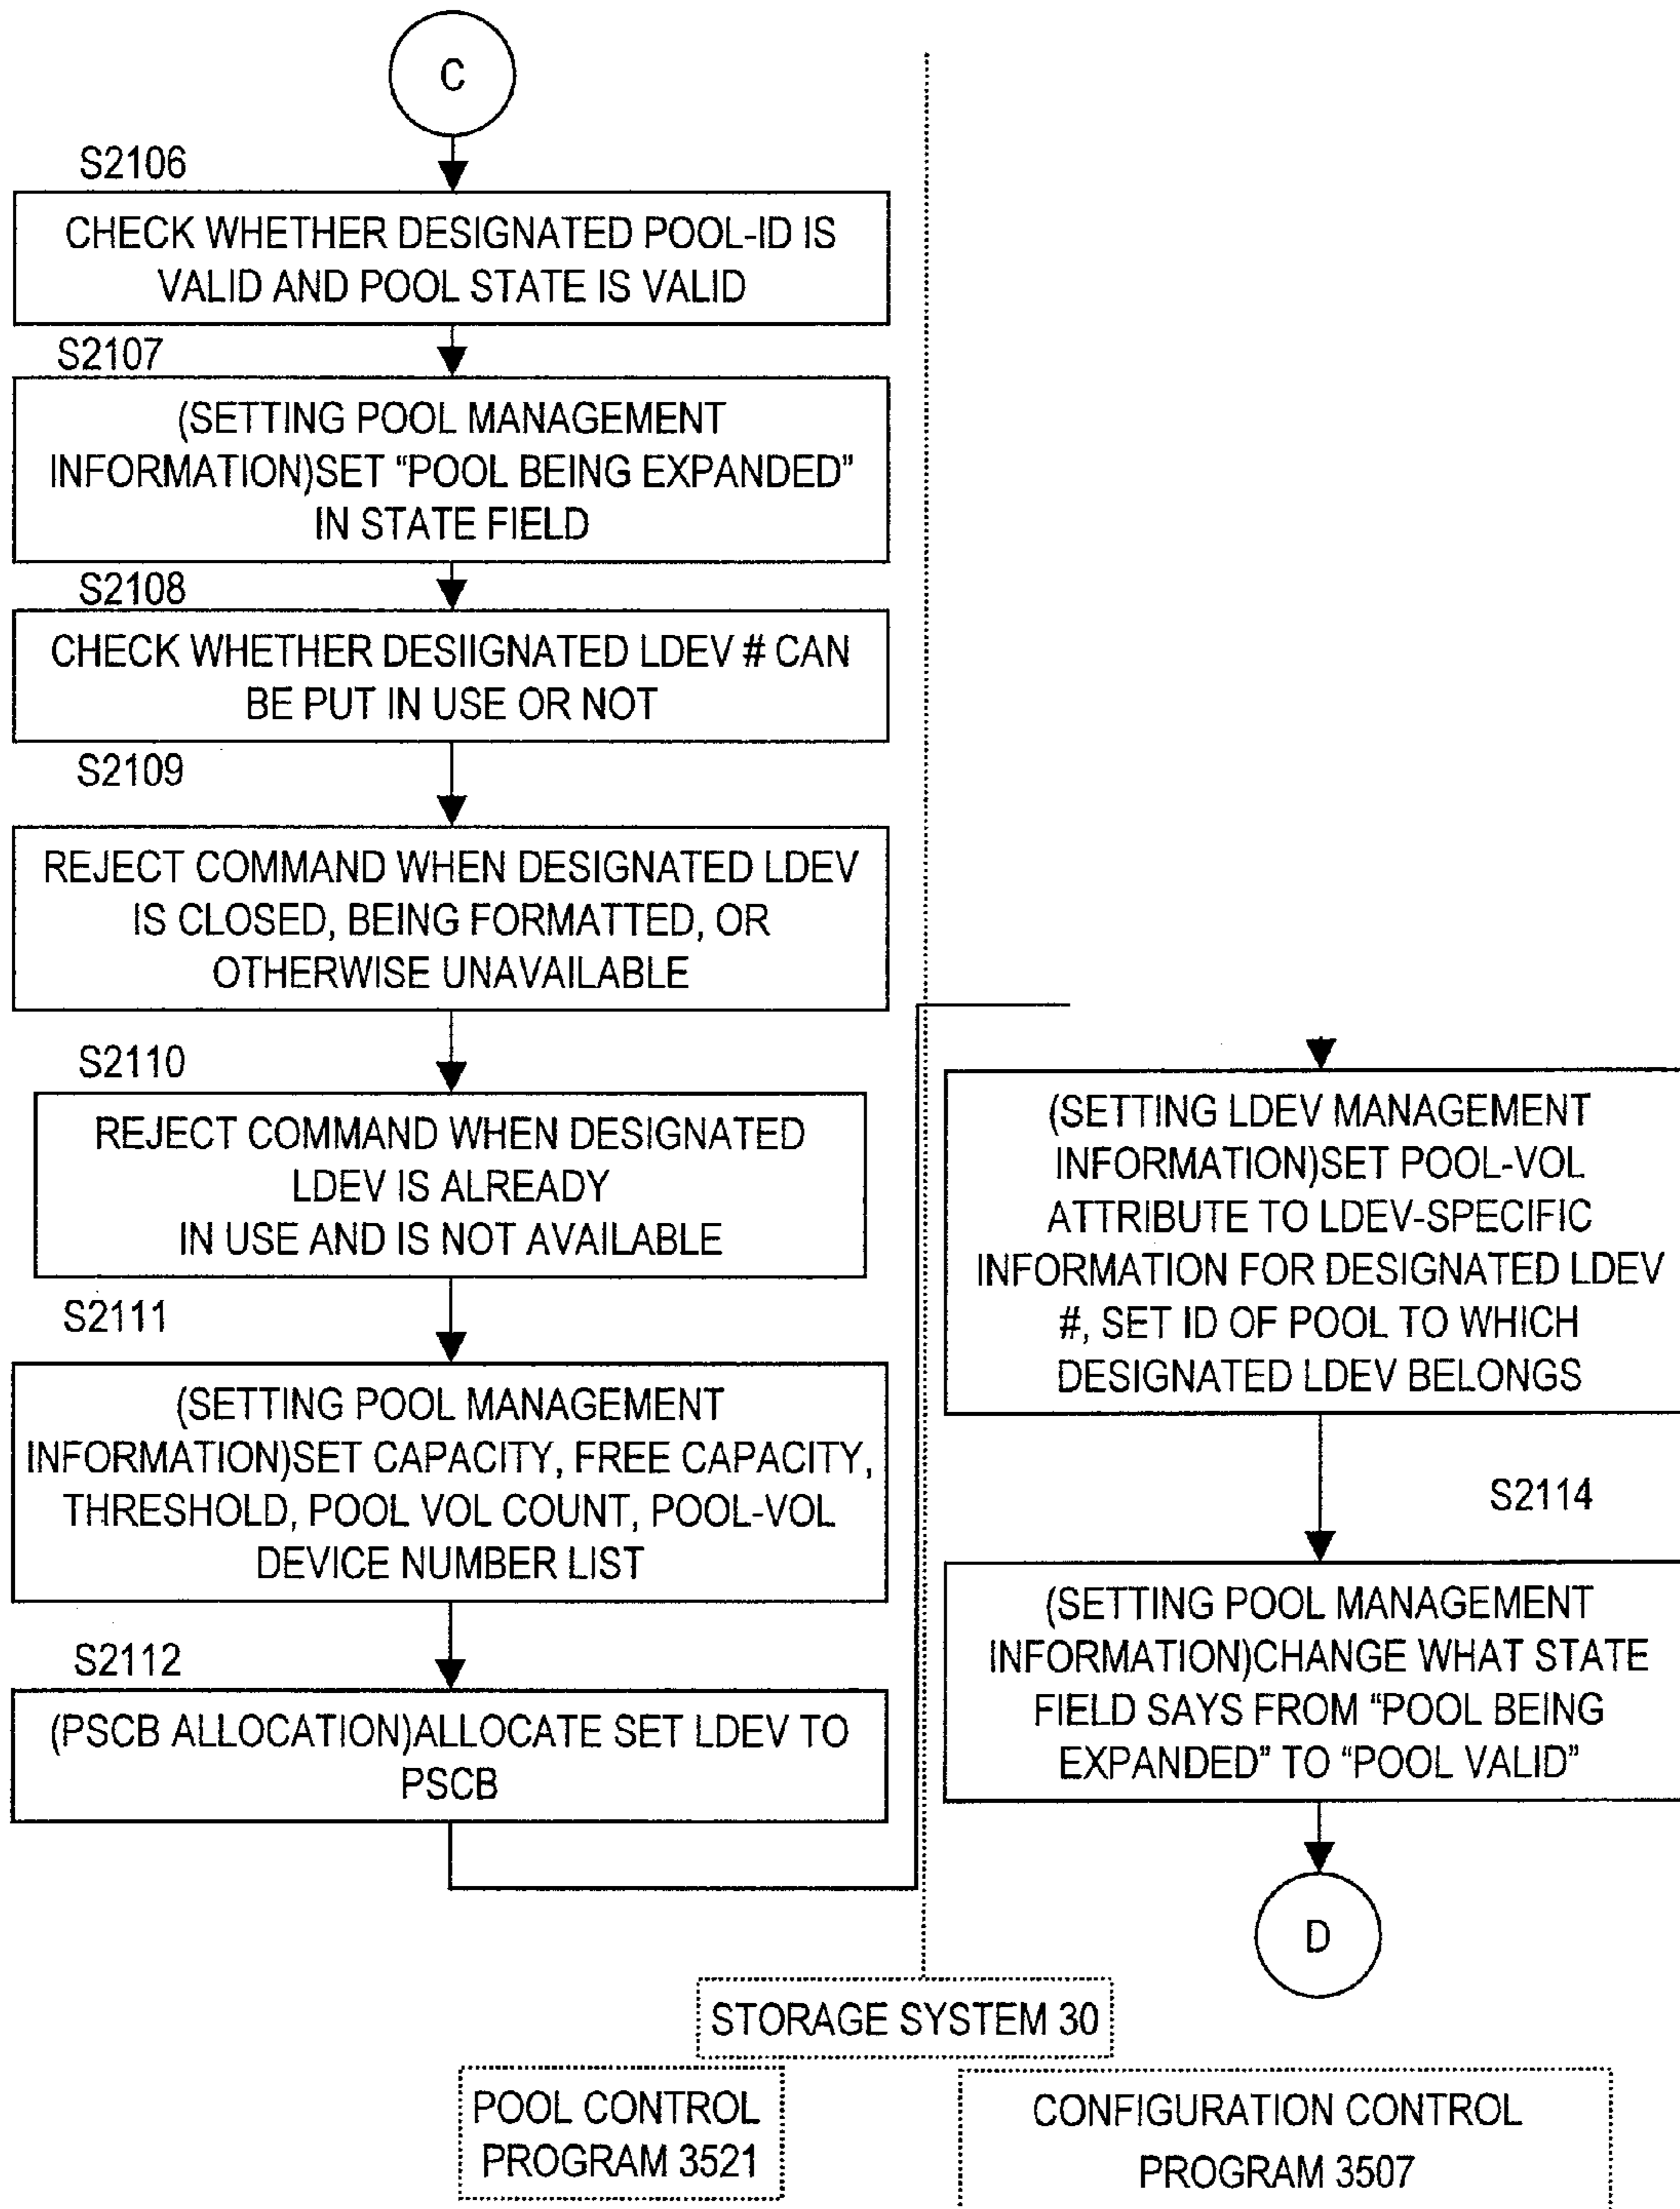 C
S2106
CHECK WHETHER DESIGNATED POOL-ID IS
VALID AND POOL STATE IS VALID
S2107
(SETTING POOL MANAGEMENT
INFORMATION)SET “POOL BEING EXPANDED”
IN STATE FIELD
S2108
CHECK WHETHER DESIIGNATED LDEV # CAN
BE PUT IN USE OR NOT
S2109
REJECT COMMAND WHEN DESIGNATED LDEV
IS CLOSED, BEING FORMATTED, OR
OTHERWISE UNAVAILABLE
S2110
REJECT COMMAND WHEN DESIGNATED
LDEV IS ALREADY
IN USE AND IS NOT AVAILABLE
S2111
(SETTING POOL MANAGEMENT
INFORMATION)SET CAPACITY, FREE CAPACITY,
THRESHOLD, POOL VOL COUNT, POOL-VOL
DEVICE NUMBER LIST
S2112
(PSCB ALLOCATION)ALLOCATE SET LDEV TO
PSCB
(SETTING LDEV MANAGEMENT
INFORMATION)SET POOL-VOL
ATTRIBUTE TO LDEV-SPECIFIC
INFORMATION FOR DESIGNATED LDEV
#, SET ID OF POOL TO WHICH
DESIGNATED LDEV BELONGS
S2114
(SETTING POOL MANAGEMENT
INFORMATION)CHANGE WHAT STATE
FIELD SAYS FROM “POOL BEING
EXPANDED” TO “POOL VALID”
D
STORAGE SYSTEM 30
POOL CONTROL
PROGRAM 3521
CONFIGURATION CONTROL
PROGRAM 3507